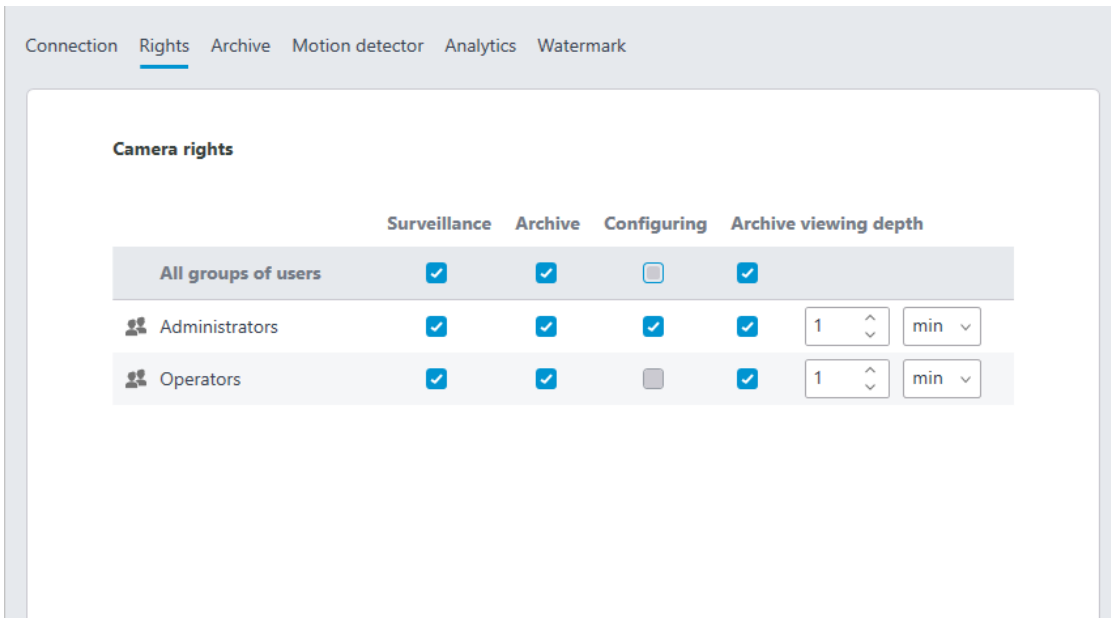 Connection Rights Archive Motion detector Analytics Watermark
Camera rights
Surveillance Archive Configuring Archive viewing depth
All groups of users
Administrators 1 min
Operators 1 min